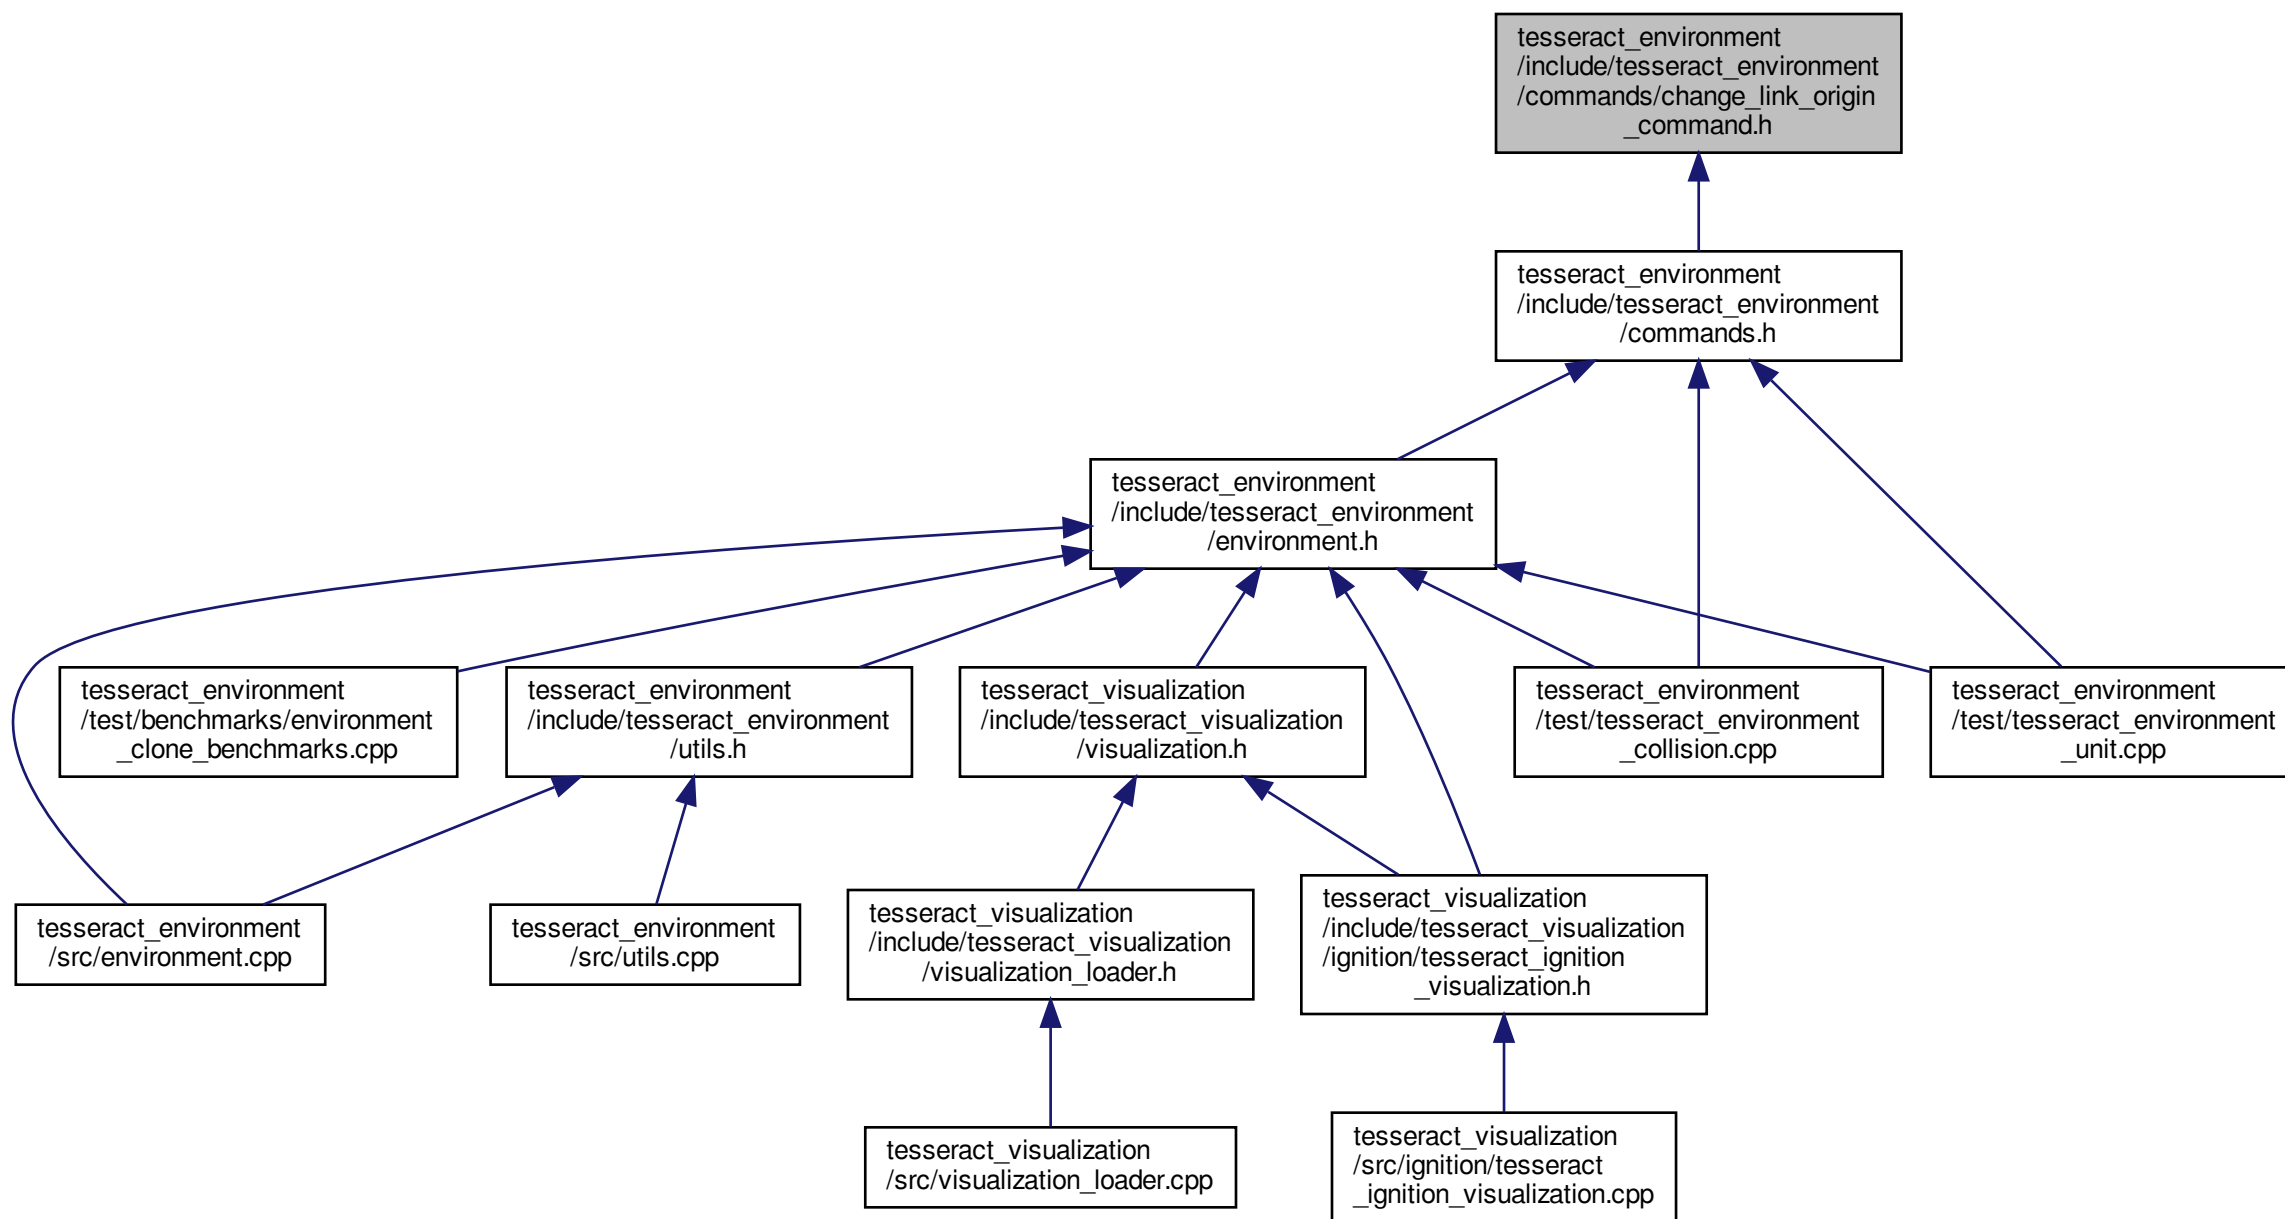 tesseract_environment
/include/tesseract_environment
/commands/change_link_origin
_command.h
tesseract_environment
/include/tesseract_environment
/commands.h
tesseract_environment
/include/tesseract_environment
/environment.h
tesseract_environment
/test/benchmarks/environment
_clone_benchmarks.cpp
tesseract_environment
/include/tesseract_environment
/utils.h
tesseract_visualization
/include/tesseract_visualization
/visualization.h
tesseract_environment
/test/tesseract_environment
_collision.cpp
tesseract_environment
/test/tesseract_environment
_unit.cpp
tesseract_environment
/src/environment.cpp
tesseract_environment
/src/utils.cpp
tesseract_visualization
/include/tesseract_visualization
/visualization_loader.h
tesseract_visualization
/include/tesseract_visualization
/ignition/tesseract_ignition
_visualization.h
tesseract_visualization
/src/visualization_loader.cpp
tesseract_visualization
/src/ignition/tesseract
_ignition_visualization.cpp